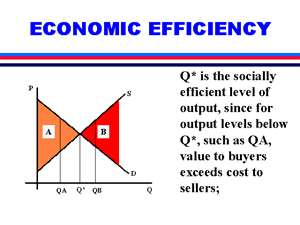 ECONOMIC EFFICIENCY
P
S
A
B
D
QA Q* QB Q
Q* is the socially
efficient level of
output, since for
output levels below
Q*, such as QA,
value to buyers
exceeds cost to
sellers;